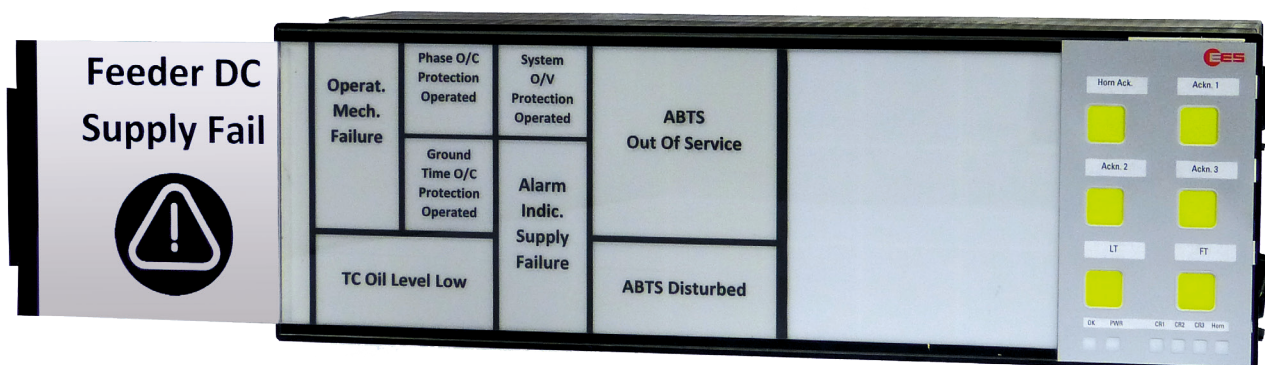 Feeder DC
Supply Fail
Operat.
Mech.
Failure
Phase O/C
Protection
Operated
Ground
Time O/C
Protection
Operated
TC Oil Level Low
System
O/V
Protection
Operated
Alarm
Indic.
Supply
Failure
ABTS
Out Of Service
ABTS Disturbed
EES
Horn Ack.
Ackn. 1
Ackn. 2
Ackn. 3
LT
FT
OK PWR CR1 CR2 CR3 Horn